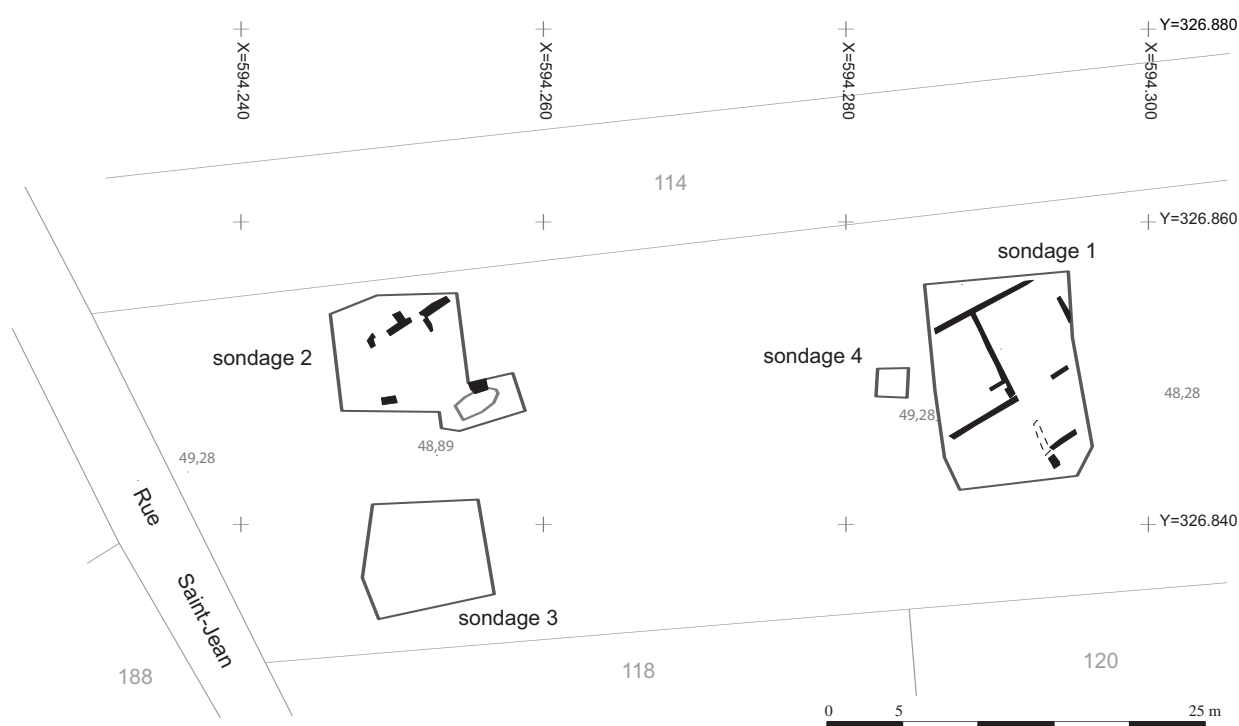 Y=326.880
X=594.240
X=594.260
X=594.280
X=594.300
114
Y=326.860
sondage 1
sondage 2
sondage 4
48,28
49,28
48,89
49,28
Rue
Saint-Jean
Y=326.840
sondage 3
188
118
120
0 5 25 m